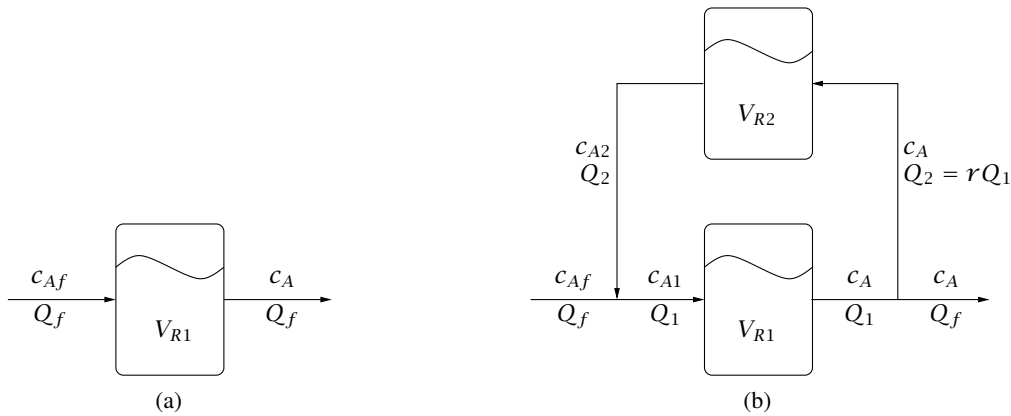 c_{Af}
Q_f
V_{R1}
c_A
Q_f
(a)
V_{R2}
c_{A2}
Q_2
c_A
Q_2 = rQ_1
c_{Af}
Q_f
c_{A1}
Q_1
V_{R1}
c_A
Q_1
c_A
Q_f
(b)